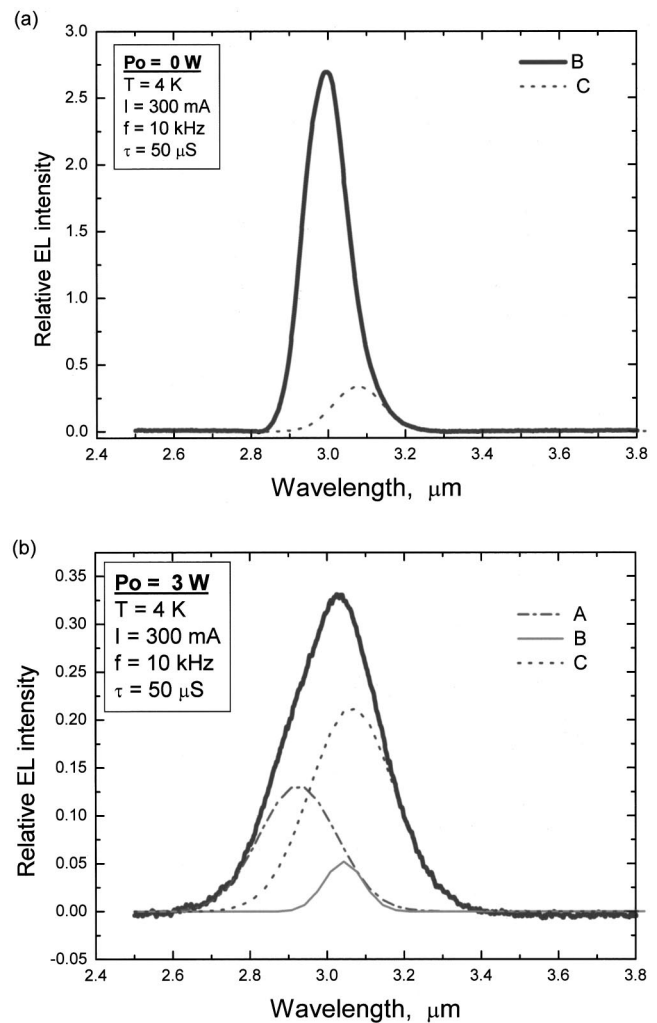 (a)
3.0
2.5
2.0
1.5
1.0
0.5
0.0
Relative EL intensity
Po = 0 W
T = 4 K
I = 300 mA
f = 10 kHz
τ = 50 μS
B
C
2.4 2.6 2.8 3.0 3.2 3.4 3.6 3.8
Wavelength, μm
(b)
0.35
0.30
0.25
0.20
0.15
0.10
0.05
0.00
-0.05
Relative EL intensity
Po = 3 W
T = 4 K
I = 300 mA
f = 10 kHz
τ = 50 μS
A
B
C
2.4 2.6 2.8 3.0 3.2 3.4 3.6 3.8
Wavelength, μm